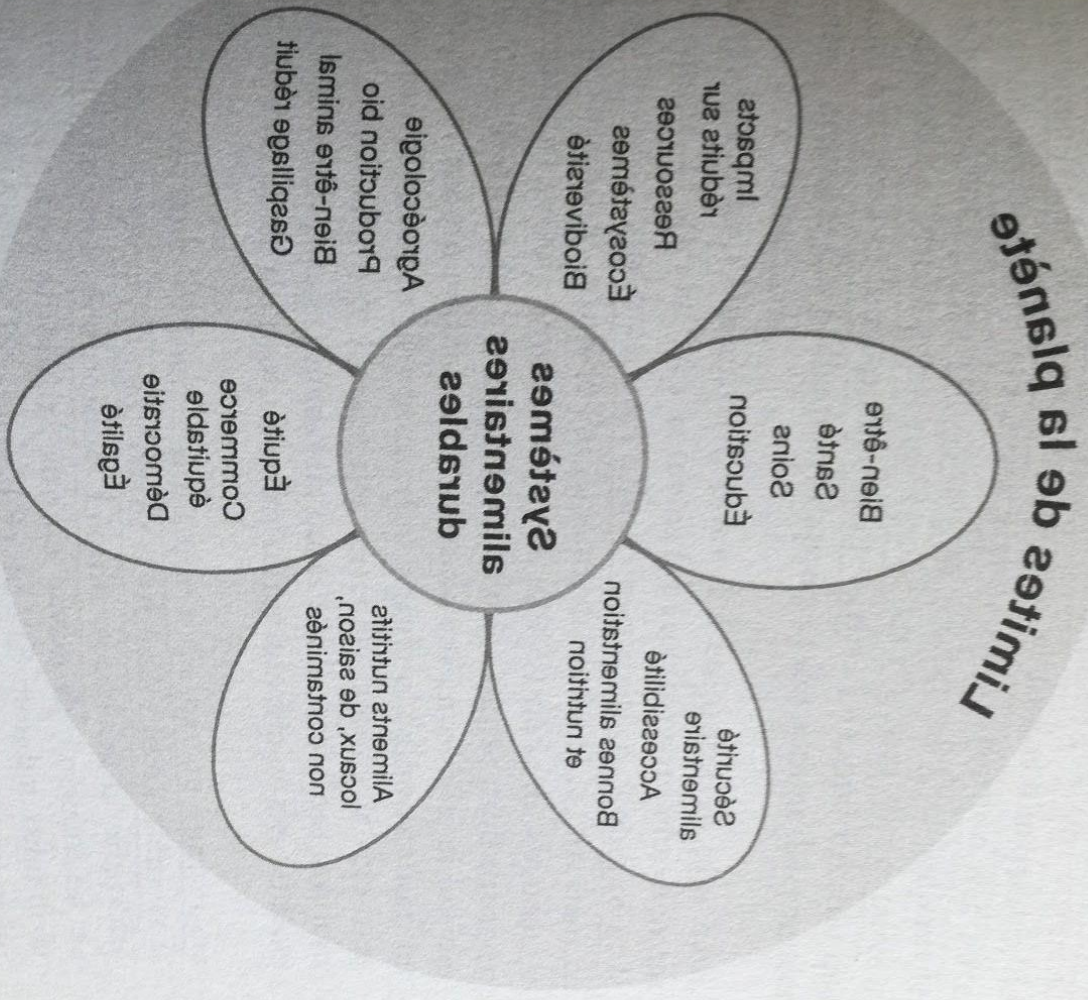 Limites de la planète
Bien-être
Santé
Soins
Éducation
Sécurité
alimentaire
Accessibilité
Bonnes alimentation
et nutrition
Impacts
réduits sur
Ressources
Écosystèmes
Biodiversité
Systèmes
alimentaires
durables
Aliments nutritifs
locaux, de saison,
non contaminés
Agroécologie
Production bio
Bien-être animal
Gaspillage réduit
Équité
Commerce
équitable
Démocratie
Égalité